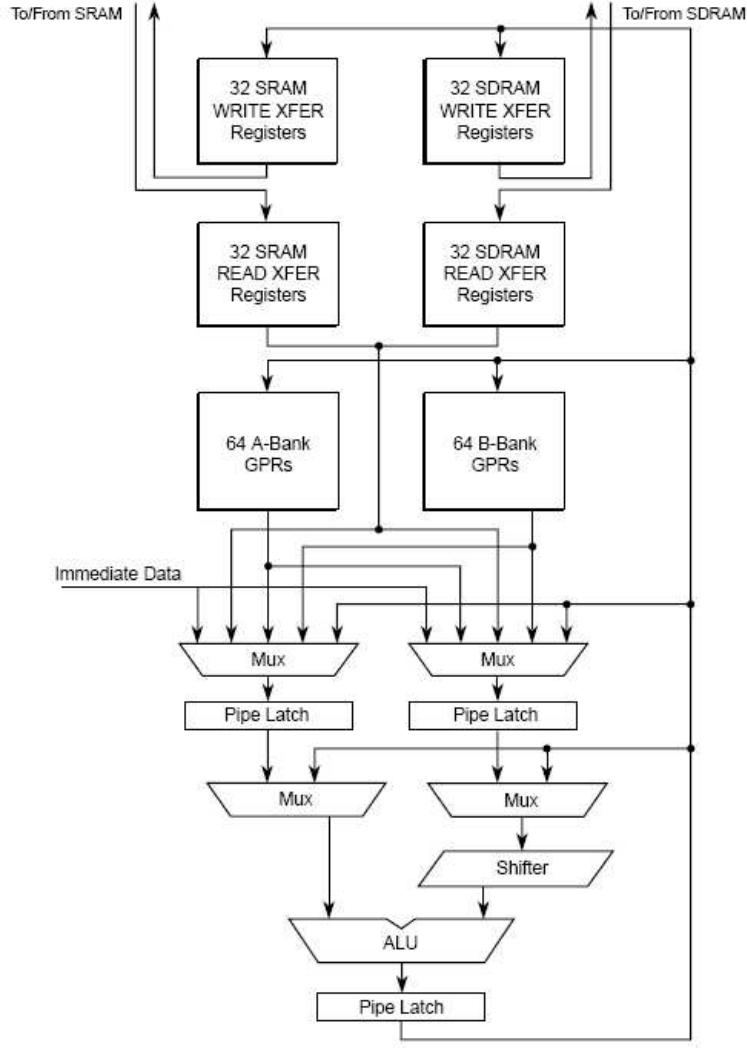 To/From SRAM
To/From SDRAM
32 SRAM
WRITE XFER
Registers
32 SDRAM
WRITE XFER
Registers
32 SRAM
READ XFER
Registers
32 SDRAM
READ XFER
Registers
64 A-Bank
GPRs
64 B-Bank
GPRs
Immediate Data
Mux
Mux
Pipe Latch
Pipe Latch
Mux
Mux
Shifter
ALU
Pipe Latch